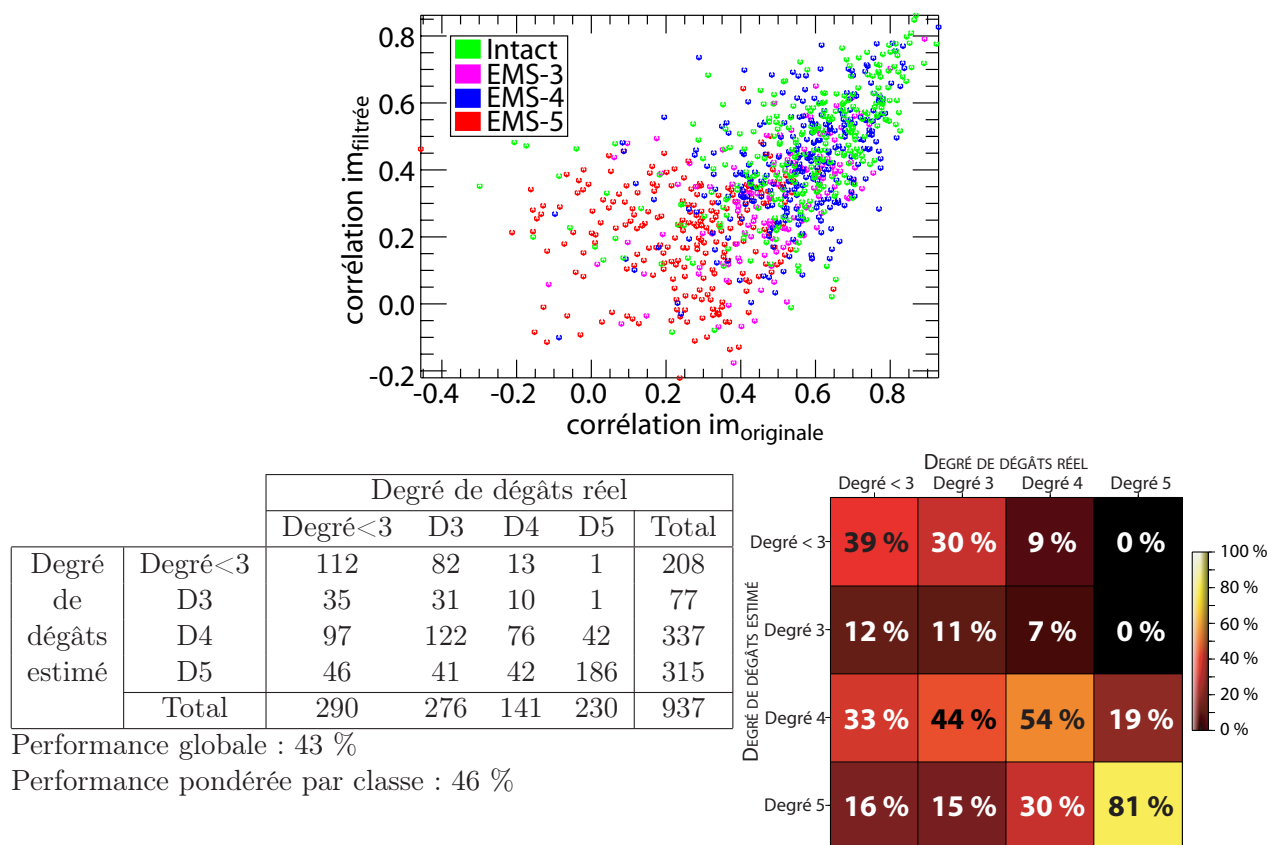 0.8
0.6
0.4
0.2
0.0
-0.2
corrélation im_filtrée
Intact
EMS-3
EMS-4
EMS-5
-0.4 -0.2 0.0 0.2 0.4 0.6 0.8
corrélation im_originale
Degré de dégâts réel
Degré<3 D3 D4 D5 Total
Degré Degré<3 112 82 13 1 208
de D3 35 31 10 1 77
dégâts D4 97 122 76 42 337
estimé D5 46 41 42 186 315
Total 290 276 141 230 937
Performance globale : 43 %
Performance pondérée par classe : 46 %
DEGRÉ DE DÉGÂTS RÉEL
Degré < 3 Degré 3 Degré 4 Degré 5
DEGRÉ DE DÉGÂTS ESTIMÉ
Degré < 3 39 % 30 % 9 % 0 %
Degré 3 12 % 11 % 7 % 0 %
Degré 4 33 % 44 % 54 % 19 %
Degré 5 16 % 15 % 30 % 81 %
100 %
80 %
60 %
40 %
20 %
0 %